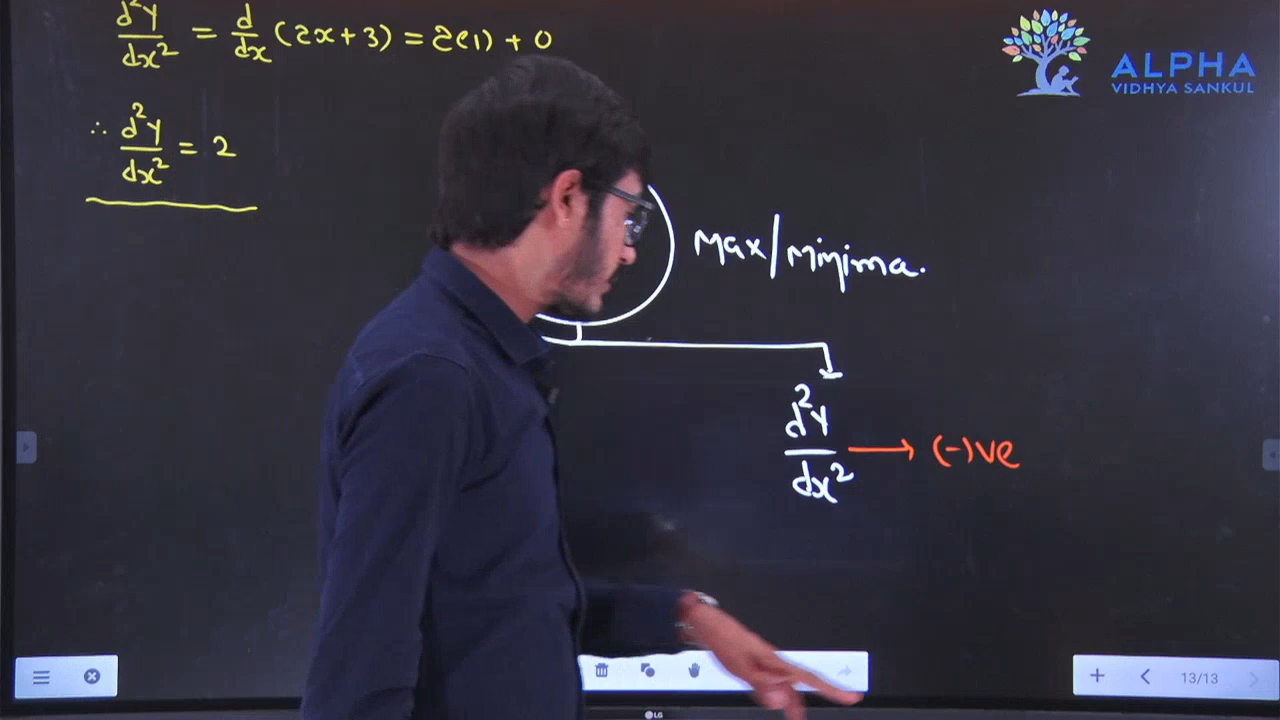 d²y/dx² = d/dx (2x+3) = 2(1) + 0
∴ d²y/dx² = 2
Max/Minima.
d²y/dx² → (-)ve
ALPHA
VIDHYA SANKUL
13/13
LG